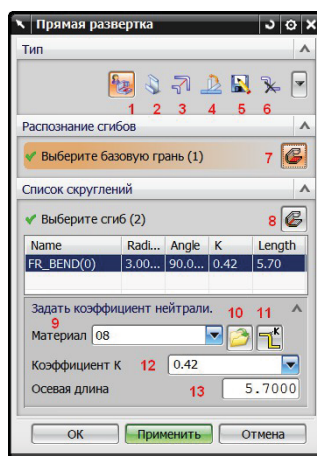 Прямая развертка
Тип
1 2 3 4 5 6
Распознание сгибов
Выберите базовую грань (1) 7
Список скруглений
Выберите сгиб (2) 8
Name Radi... Angle K Length
FR_BEND(0) 3.00... 90.0... 0.42 5.70
Задать коэффициент нейтрали. 10 11
9
Материал 08 K
Коэффициент K 12 0.42
Осевая длина 13 5.7000
OK Применить Отмена